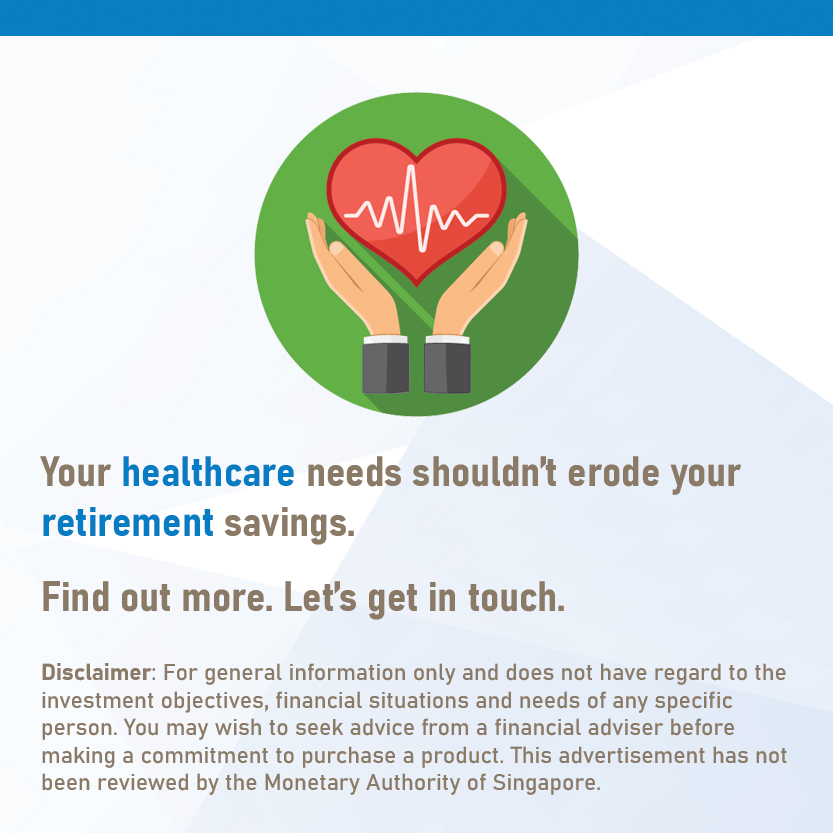 Your healthcare needs shouldn't erode your
retirement savings.
Find out more. Let's get in touch.
Disclaimer: For general information only and does not have regard to the
investment objectives, financial situations and needs of any specific
person. You may wish to seek advice from a financial adviser before
making a commitment to purchase a product. This advertisement has not
been reviewed by the Monetary Authority of Singapore.